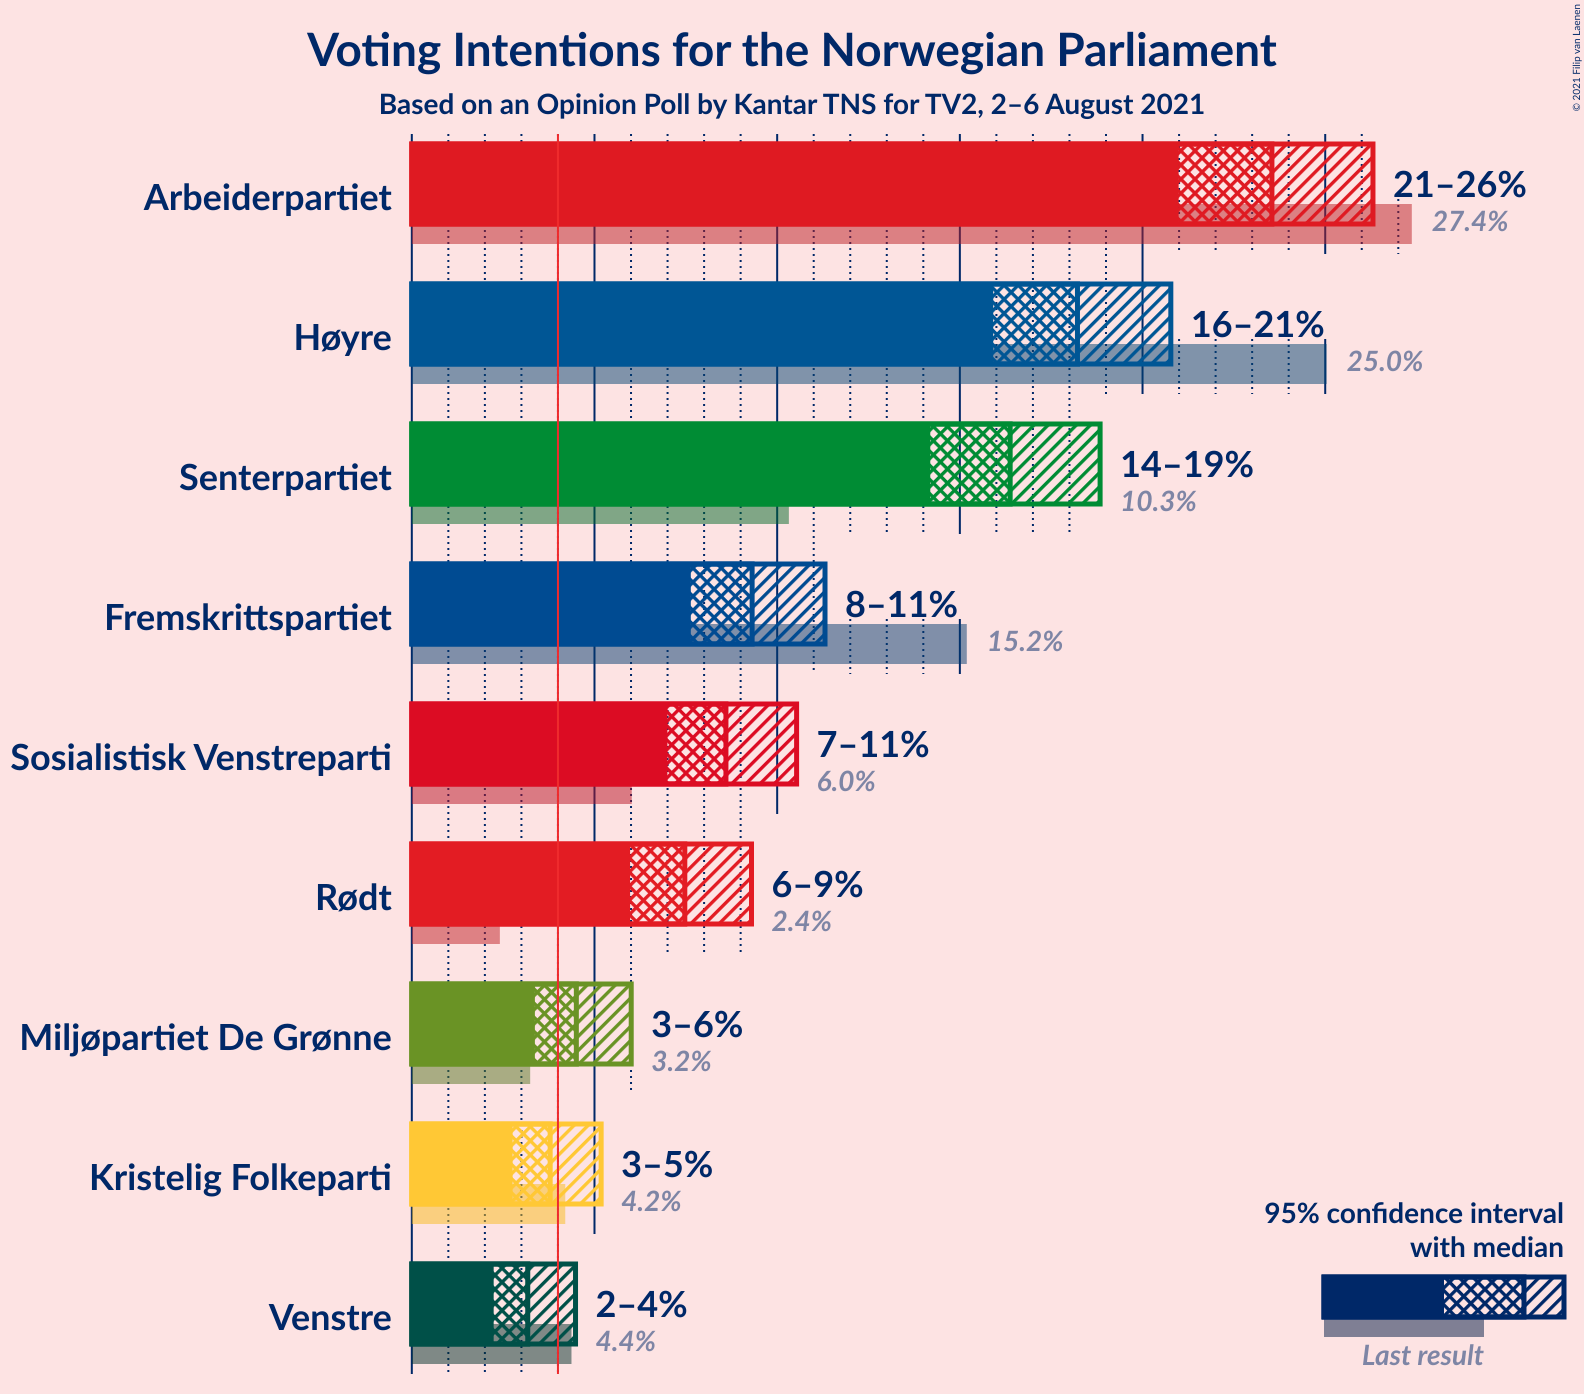 Voting Intentions for the Norwegian Parliament
Based on an Opinion Poll by Kantar TNS for TV2, 2–6 August 2021
© 2021 Filip van Laenen
Arbeiderpartiet
21–26%
27.4%
Høyre
16–21%
25.0%
Senterpartiet
14–19%
10.3%
Fremskrittspartiet
8–11%
15.2%
Sosialistisk Venstreparti
7–11%
6.0%
Rødt
6–9%
2.4%
Miljøpartiet De Grønne
3–6%
3.2%
Kristelig Folkeparti
3–5%
4.2%
Venstre
2–4%
4.4%
95% confidence interval
with median
Last result